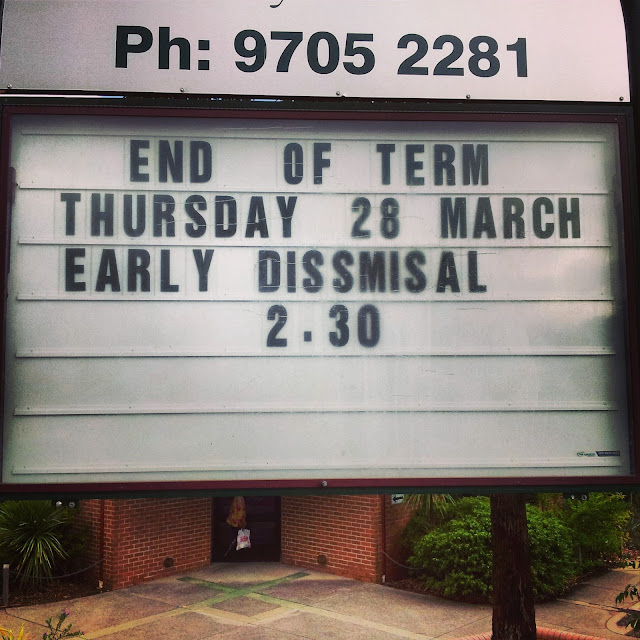 Ph: 9705 2281
END OF TERM
THURSDAY 28 MARCH
EARLY DISSMISAL
2.30